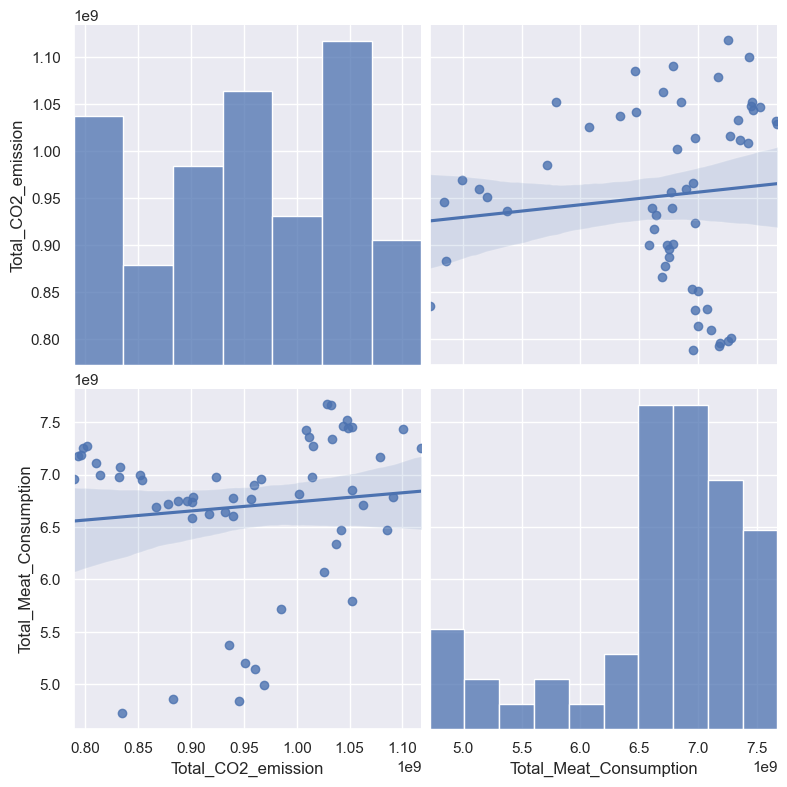 1e9
1.10
1.05
1.00
0.95
0.90
0.85
0.80
Total_CO2_emission
1e9
7.5
7.0
6.5
6.0
5.5
5.0
Total_Meat_Consumption
0.80 0.85 0.90 0.95 1.00 1.05 1.10
1e9
Total_CO2_emission
5.0 5.5 6.0 6.5 7.0 7.5
1e9
Total_Meat_Consumption